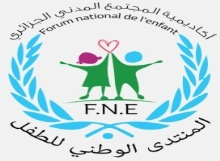 أكاديمية المجتمع المدني الجزائري
Forum national de l'enfant
F.N.E
المنتدى الوطني للطفل